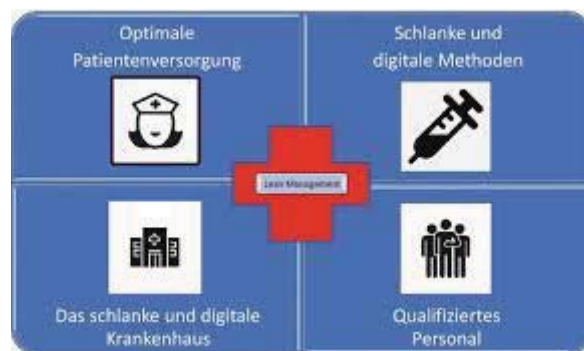 Optimale
Patientenversorgung
Schlanke und
digitale Methoden
Lean Management
Das schlanke und digitale
Krankenhaus
Qualifiziertes
Personal